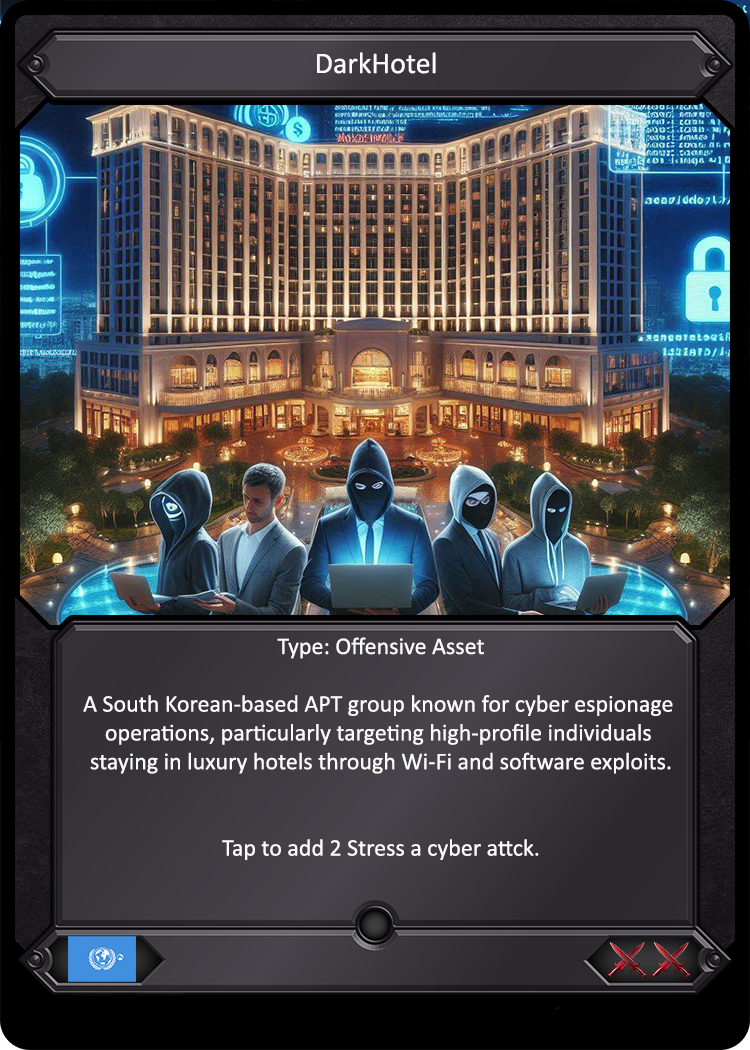 DarkHotel
Type: Offensive Asset
A South Korean-based APT group known for cyber espionage
operations, particularly targeting high-profile individuals
staying in luxury hotels through Wi-Fi and software exploits.
Tap to add 2 Stress a cyber attck.